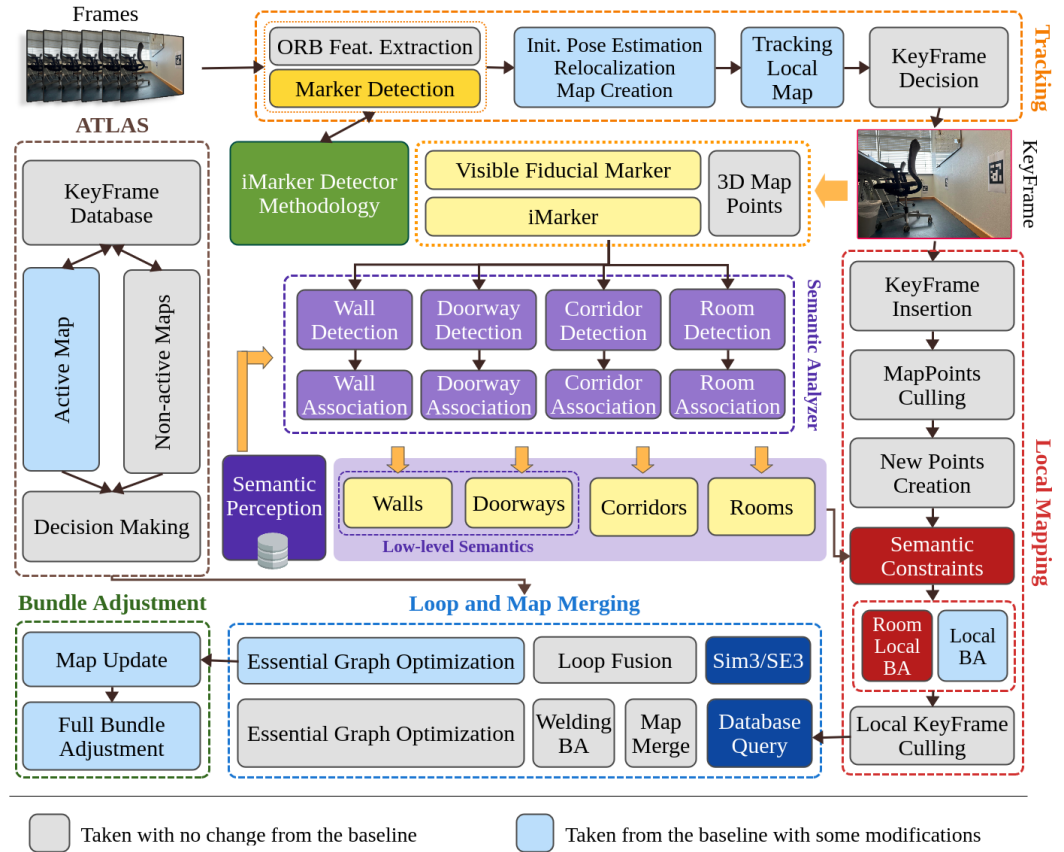 Frames
ORB Feat. Extraction
Marker Detection
Init. Pose Estimation
Relocalization
Map Creation
Tracking
Local
Map
KeyFrame
Decision
Tracking
ATLAS
KeyFrame
Database
Active Map
Non-active Maps
Decision Making
iMarker Detector
Methodology
Visible Fiducial Marker
iMarker
3D Map
Points
KeyFrame
Wall
Detection
Doorway
Detection
Corridor
Detection
Room
Detection
Wall
Association
Doorway
Association
Corridor
Association
Room
Association
Semantic Analyzer
Semantic
Perception
Walls
Doorways
Corridors
Rooms
Low-level Semantics
KeyFrame
Insertion
MapPoints
Culling
New Points
Creation
Semantic
Constraints
Room
Local
BA
Local
BA
Local KeyFrame
Culling
Local Mapping
Bundle Adjustment
Map Update
Full Bundle
Adjustment
Loop and Map Merging
Essential Graph Optimization
Loop Fusion
Sim3/SE3
Essential Graph Optimization
Welding
BA
Map
Merge
Database
Query
Taken with no change from the baseline
Taken from the baseline with some modifications